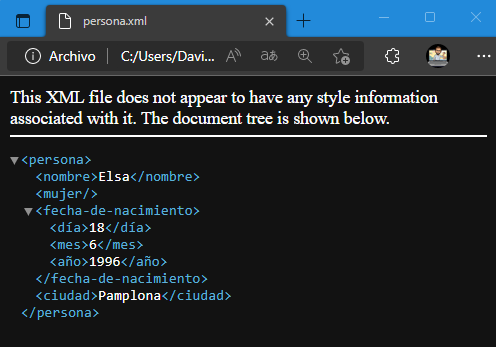 persona.xml
Archivo C:/Users/Davi... A aあ
This XML file does not appear to have any style information
associated with it. The document tree is shown below.
<persona>
<nombre>Elsa</nombre>
<mujer/>
<fecha-de-nacimiento>
<día>18</día>
<mes>6</mes>
<año>1996</año>
</fecha-de-nacimiento>
<ciudad>Pamplona</ciudad>
</persona>